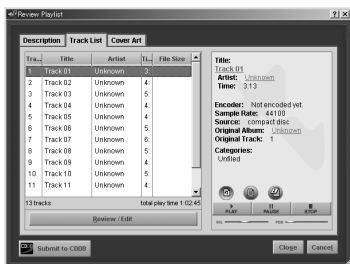 Review Playlist
Description Track List Cover Art
Tra... Title Artist Ti... File Size
1 Track 01 Unknown 3:
2 Track 02 Unknown 4:
3 Track 03 Unknown 5:
4 Track 04 Unknown 4:
5 Track 05 Unknown 5:
6 Track 06 Unknown 6:
7 Track 07 Unknown 5:
8 Track 08 Unknown 5:
9 Track 09 Unknown 4:
10 Track 10 Unknown 5:
11 Track 11 Unknown 4:
13 tracks total play time 1:02:45
Review / Edit
Title:
Track 01
Artist: Unknown
Time: 3:13
Encoder: Not encoded yet.
Sample Rate: 44100
Source: compact disc
Original Album: Unknown
Original Track: 1
Categories:
Unfiled
PLAY PAUSE STOP
VOL POS
CDDB Submit to CDDB Close Cancel